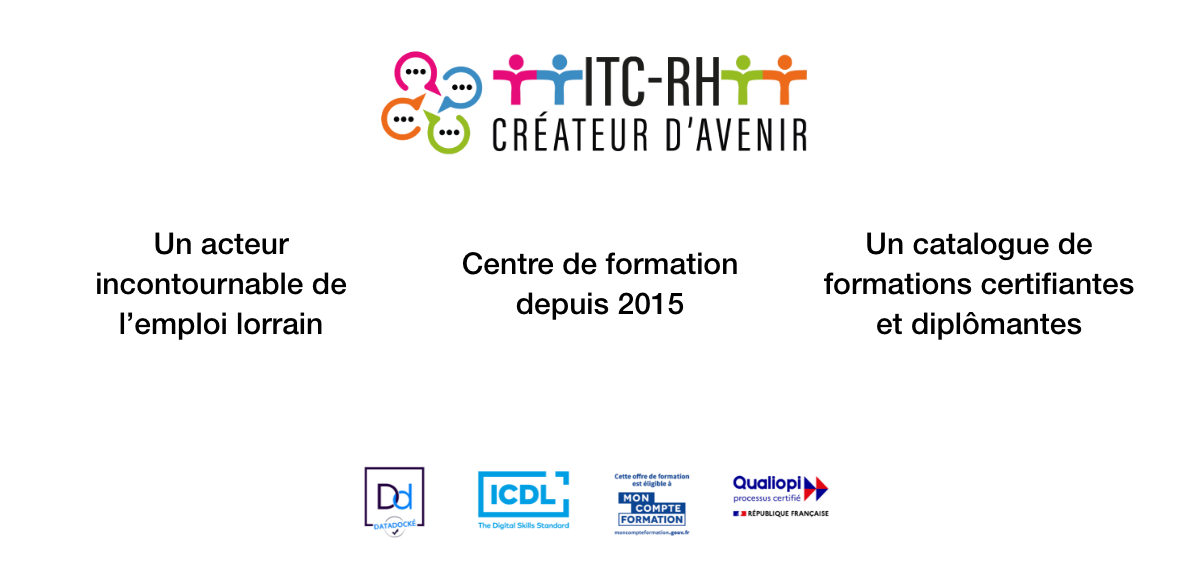 ITC-RH
CRÉATEUR D'AVENIR
Un acteur
incontournable de
l’emploi lorrain
Centre de formation
depuis 2015
Un catalogue de
formations certifiantes
et diplômantes
Dd
DATADOCKÉ
ICDL
The Digital Skills Standard
Cette offre de formation
est éligible à
MON
COMPTE
FORMATION
moncompteformation.gouv.fr
Qualiopi
processus certifié
RÉPUBLIQUE FRANÇAISE